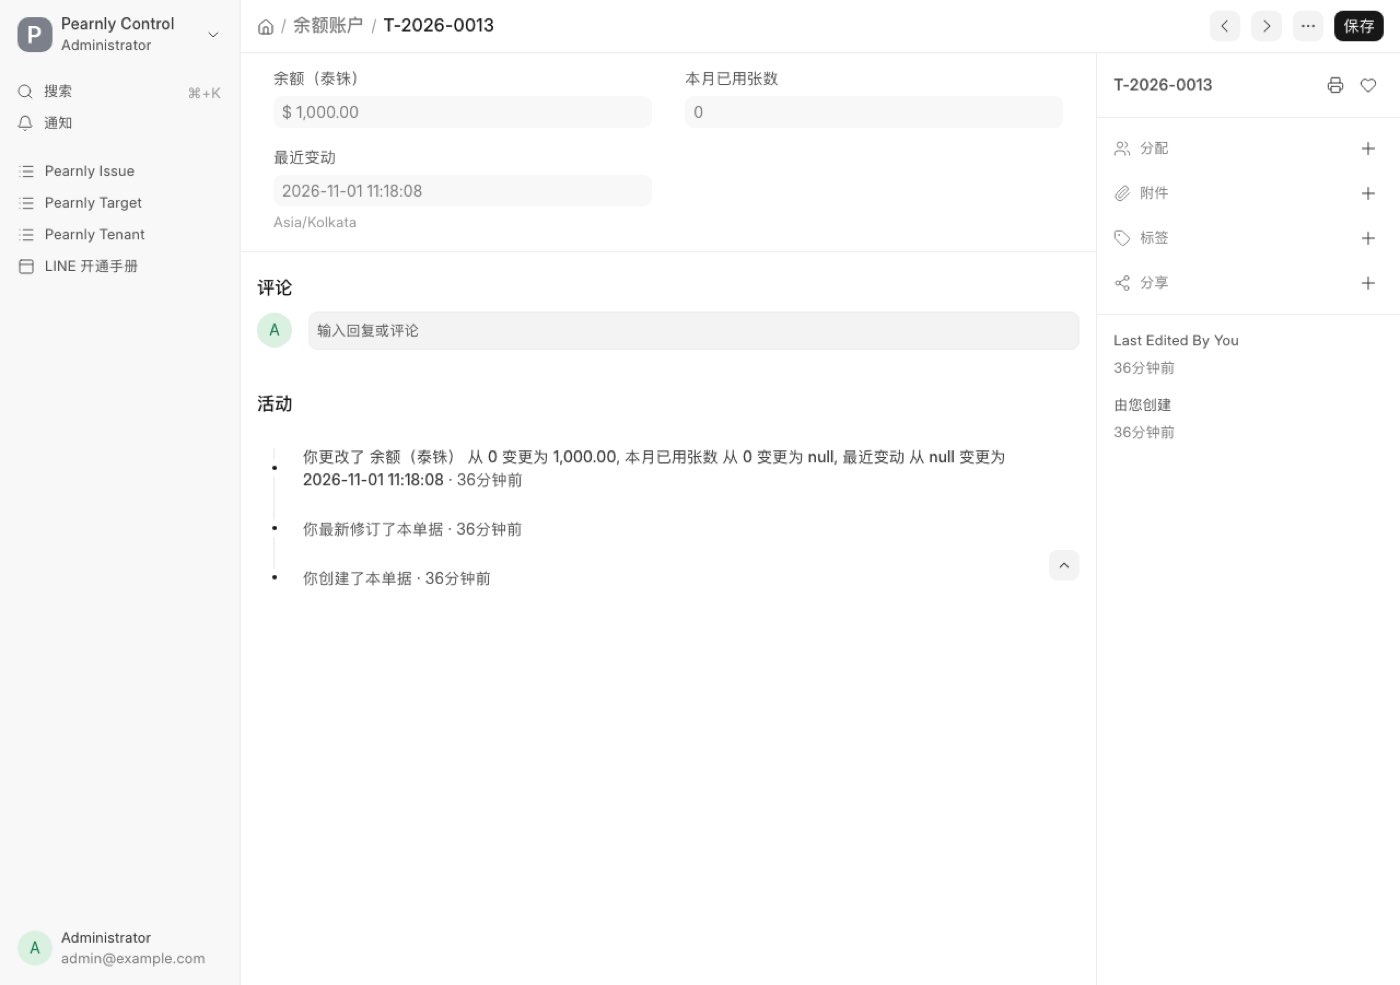 Pearnly Control
Administrator
搜索 ⌘+K
通知
Pearnly Issue
Pearnly Target
Pearnly Tenant
LINE 开通手册
Administrator
admin@example.com
A
P
/ 余额账户 / T-2026-0013
保存
余额（泰铢）
$ 1,000.00
本月已用张数
0
最近变动
2026-11-01 11:18:08
Asia/Kolkata
评论
A
输入回复或评论
活动
你更改了 余额（泰铢） 从 0 变更为 1,000.00, 本月已用张数 从 0 变更为 null, 最近变动 从 null 变更为
2026-11-01 11:18:08 · 36分钟前
你最新修订了本单据 · 36分钟前
你创建了本单据 · 36分钟前
T-2026-0013
分配
附件
标签
分享
Last Edited By You
36分钟前
由您创建
36分钟前